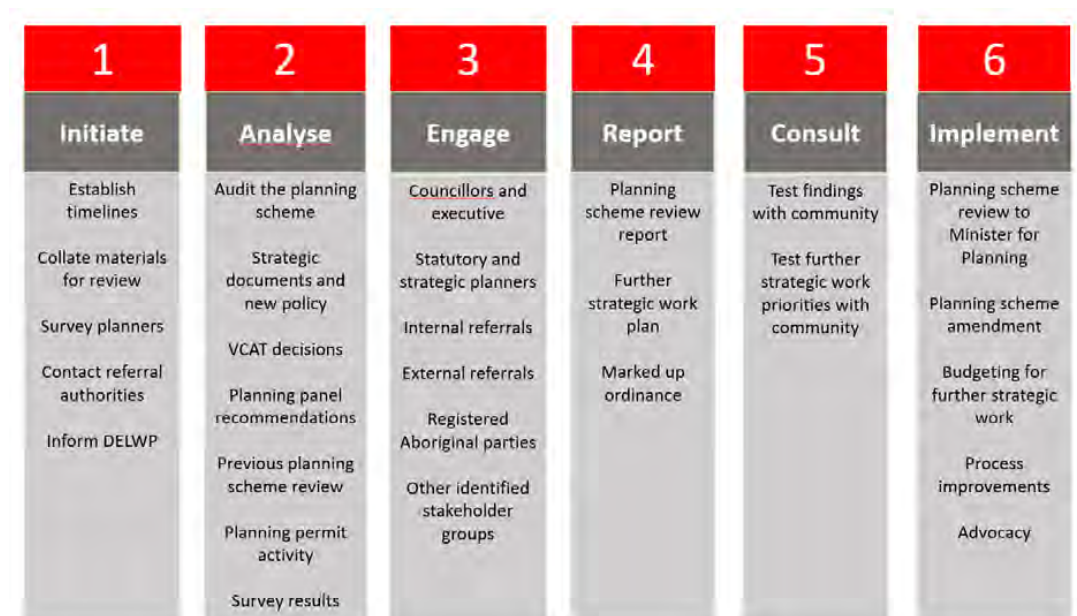 1
Initiate
Establish
timelines
Collate materials
for review
Survey planners
Contact referral
authorities
Inform DELWP
2
Analyse
Audit the planning
scheme
Strategic
documents and
new policy
VCAT decisions
Planning panel
recommendations
Previous planning
scheme review
Planning permit
activity
Survey results
3
Engage
Councillors and
executive
Statutory and
strategic planners
Internal referrals
External referrals
Registered
Aboriginal parties
Other identified
stakeholder
groups
4
Report
Planning
scheme review
report
Further
strategic work
plan
Marked up
ordinance
5
Consult
Test findings
with community
Test further
strategic work
priorities with
community
6
Implement
Planning scheme
review to
Minister for
Planning
Planning scheme
amendment
Budgeting for
further strategic
work
Process
improvements
Advocacy